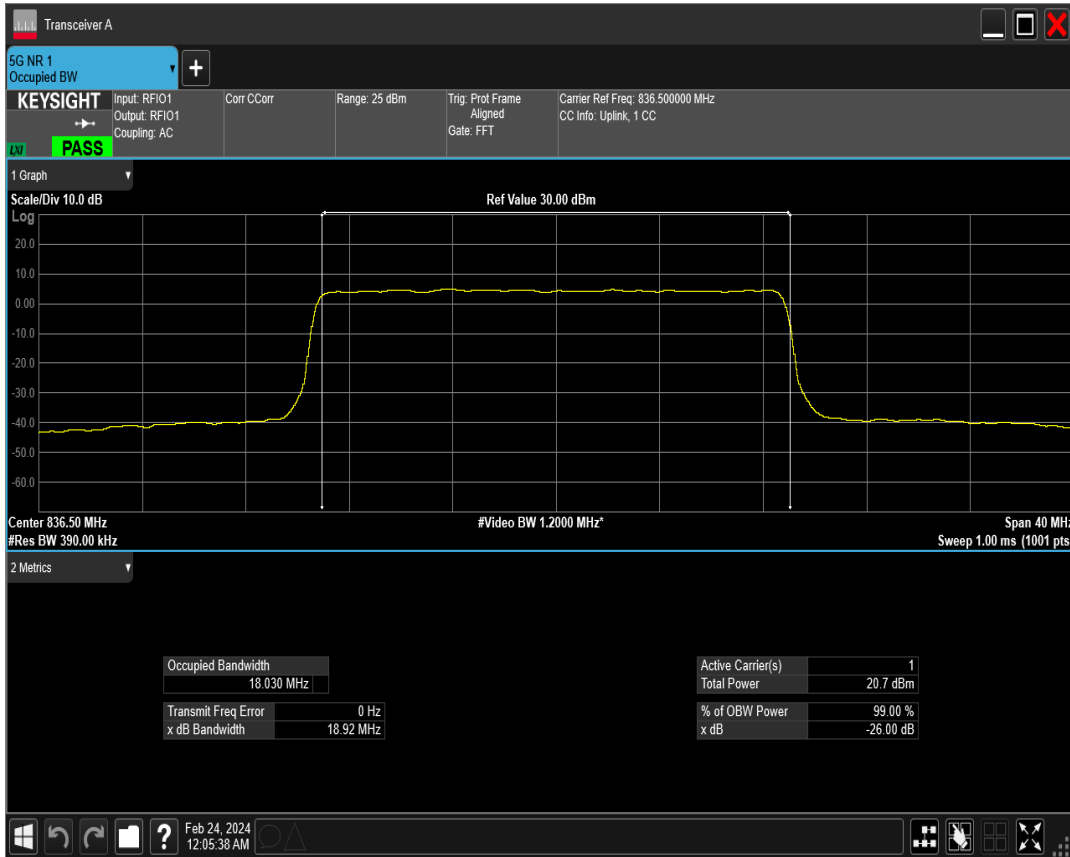 Transceiver A
5G NR 1
Occupied BW
+
KEYSIGHT
LXI
PASS
Input: RFIO1
Output: RFIO1
Coupling: AC
Corr CCorr
Range: 25 dBm
Trig: Prot Frame
Aligned
Gate: FFT
Carrier Ref Freq: 836.500000 MHz
CC Info: Uplink, 1 CC
1 Graph
Scale/Div 10.0 dB
Ref Value 30.00 dBm
Log
20.0
10.0
0.00
-10.0
-20.0
-30.0
-40.0
-50.0
-60.0
Center 836.50 MHz
#Video BW 1.2000 MHz*
Span 40 MHz
#Res BW 390.00 kHz
Sweep 1.00 ms (1001 pts
2 Metrics
Occupied Bandwidth
18.030 MHz
Transmit Freq Error 0 Hz
x dB Bandwidth 18.92 MHz
Active Carrier(s) 1
Total Power 20.7 dBm
% of OBW Power 99.00 %
x dB -26.00 dB
?
Feb 24, 2024
12:05:38 AM